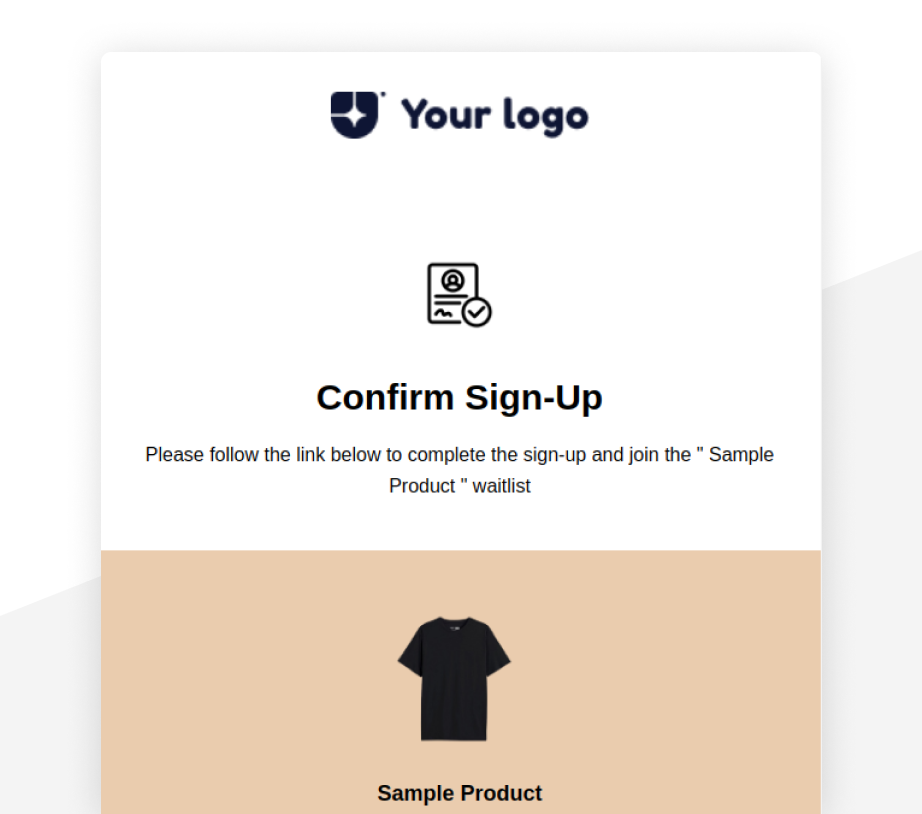 Your logo
Confirm Sign-Up
Please follow the link below to complete the sign-up and join the " Sample
Product " waitlist
Sample Product